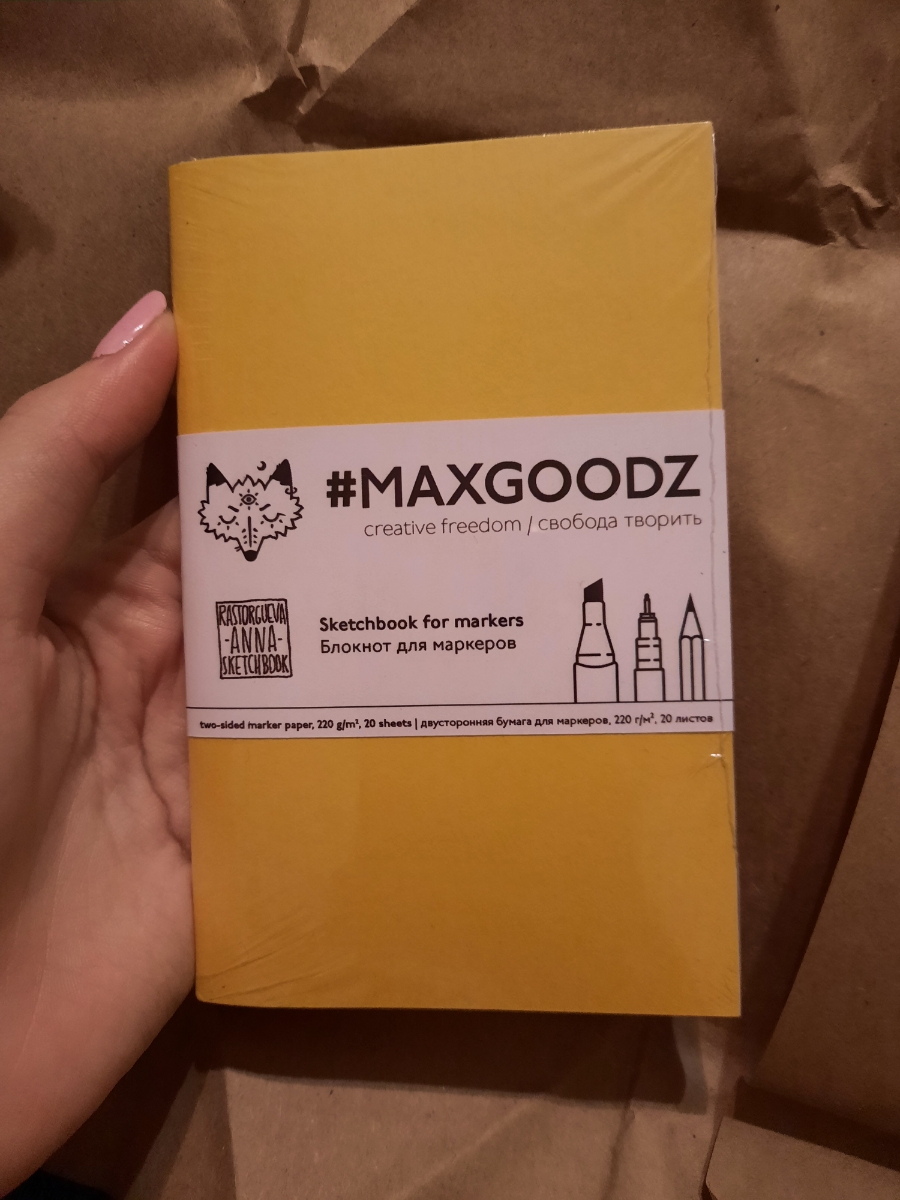 #MAXGOODZ
creative freedom / свобода творить
RASTORGUEVA
-ANNA-
SKETCHBOOK
Sketchbook for markers
Блокнот для маркеров
two-sided marker paper, 220 g/m², 20 sheets | двусторонняя бумага для маркеров, 220 г/м², 20 листов